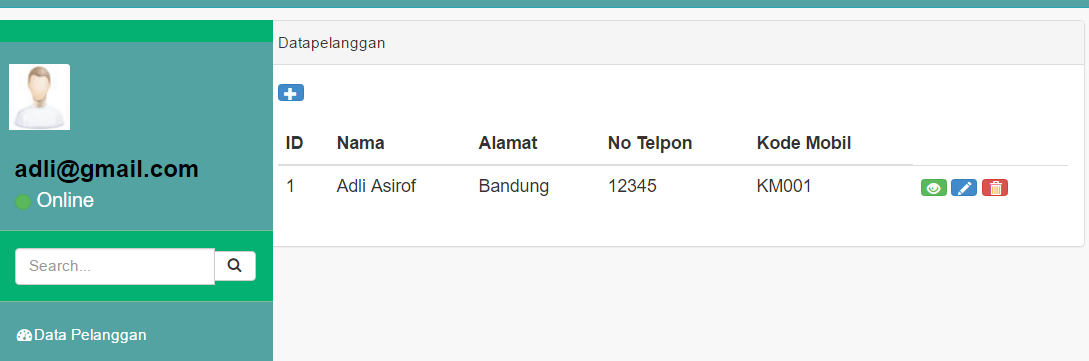 Datapelanggan
adli@gmail.com
Online
Search...
Data Pelanggan
ID Nama Alamat No Telpon Kode Mobil
1 Adli Asirof Bandung 12345 KM001